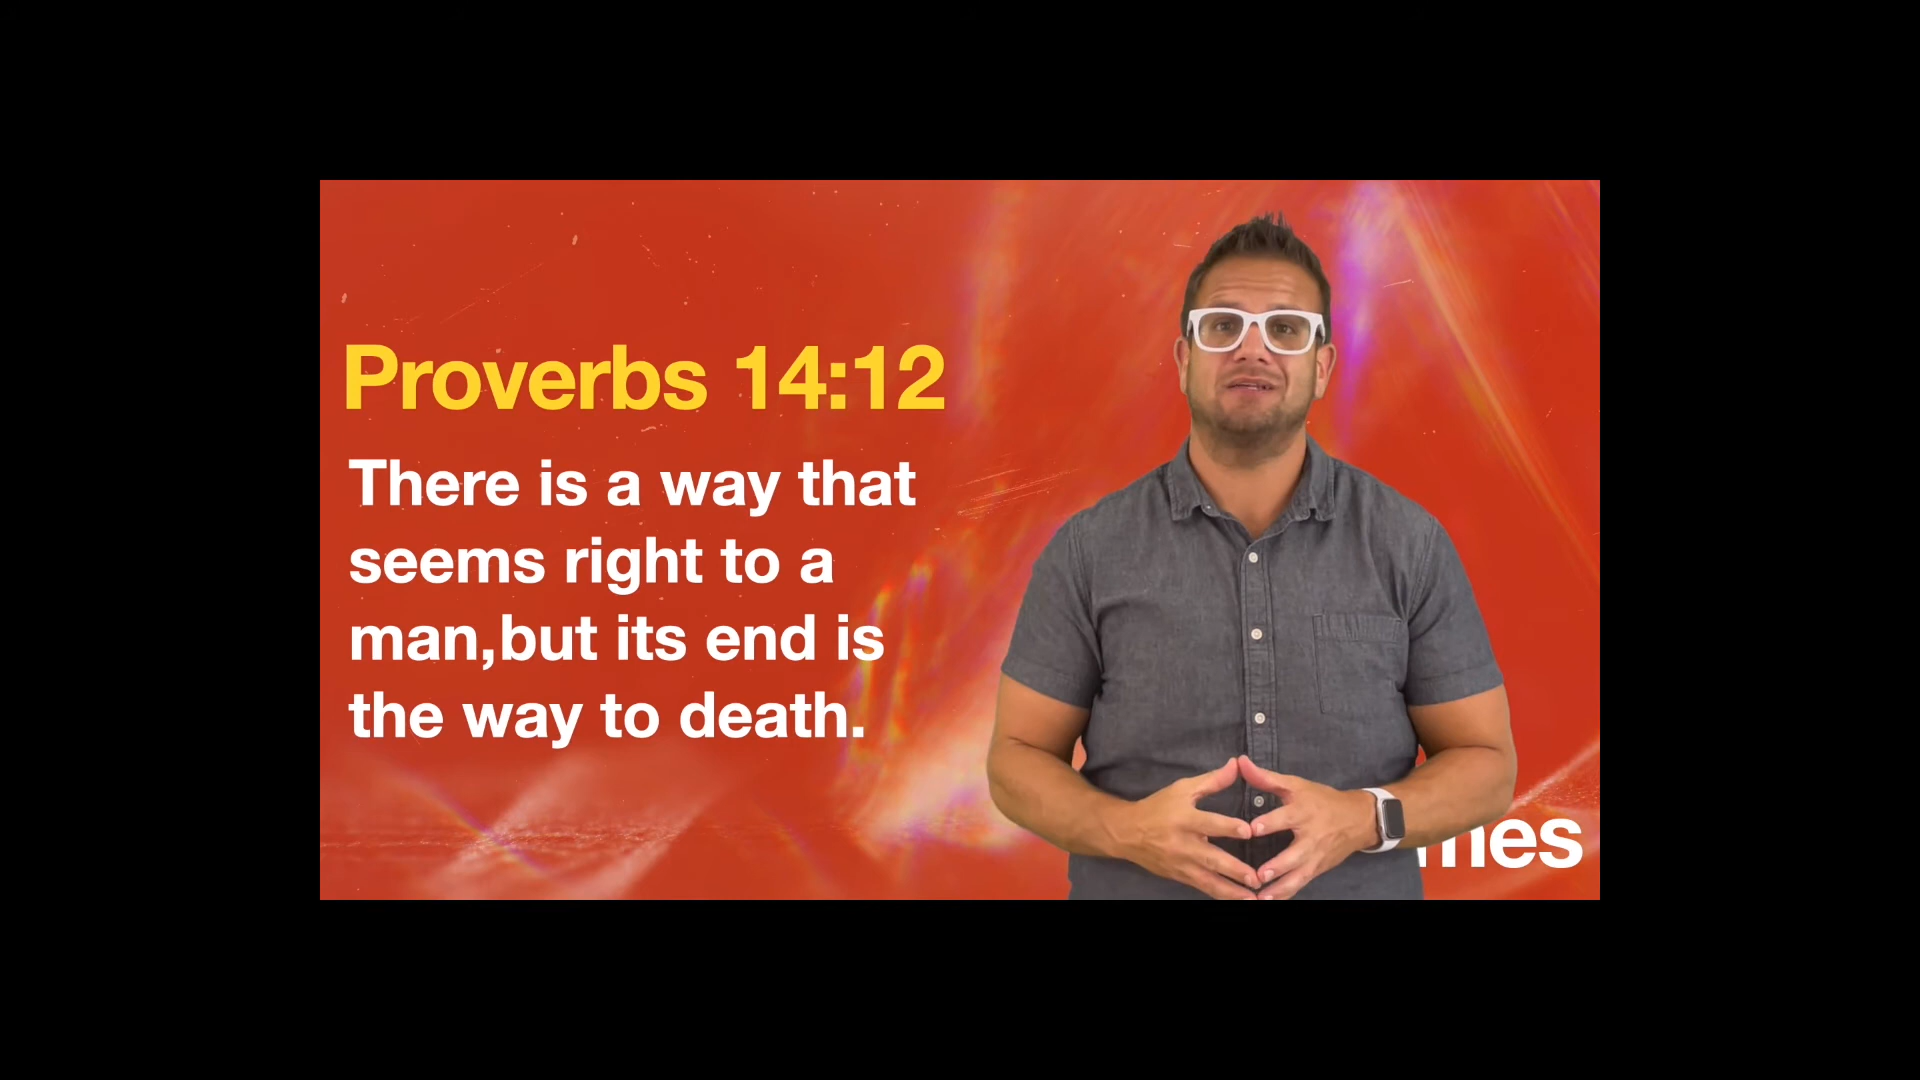 Proverbs 14:12
There is a way that
seems right to a
man,but its end is
the way to death.